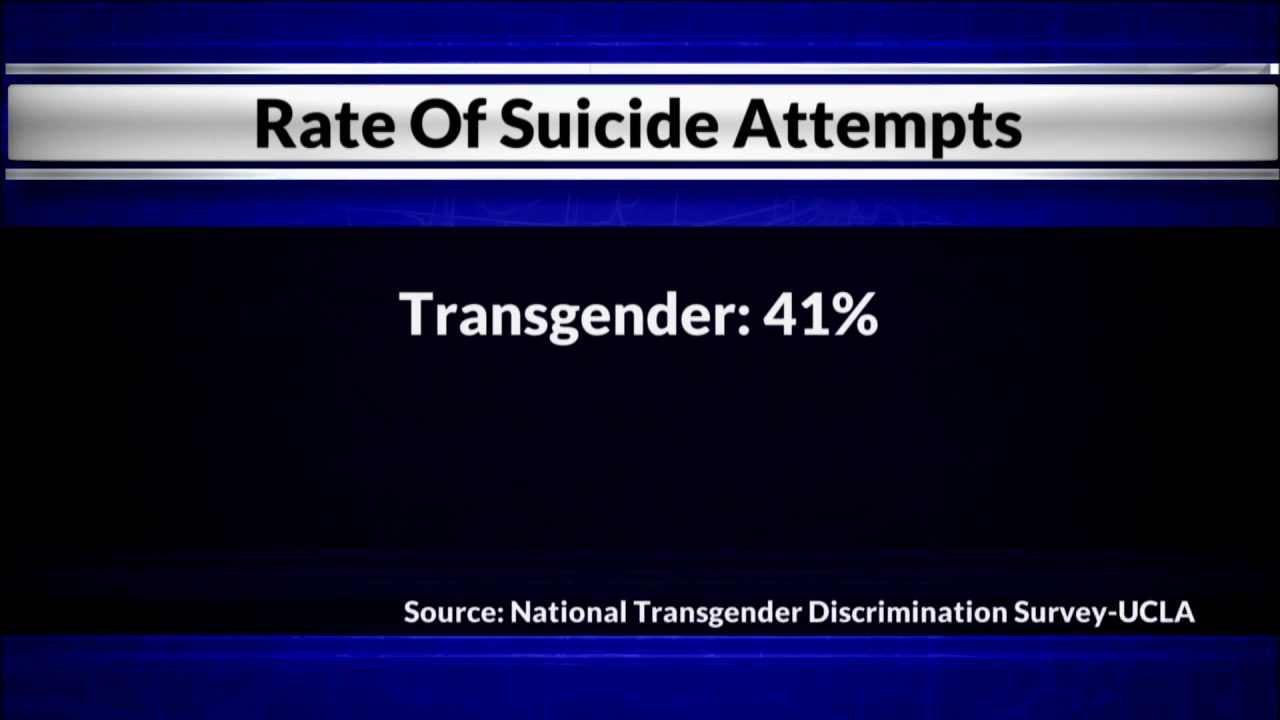 Rate Of Suicide Attempts
Transgender: 41%
Source: National Transgender Discrimination Survey-UCLA